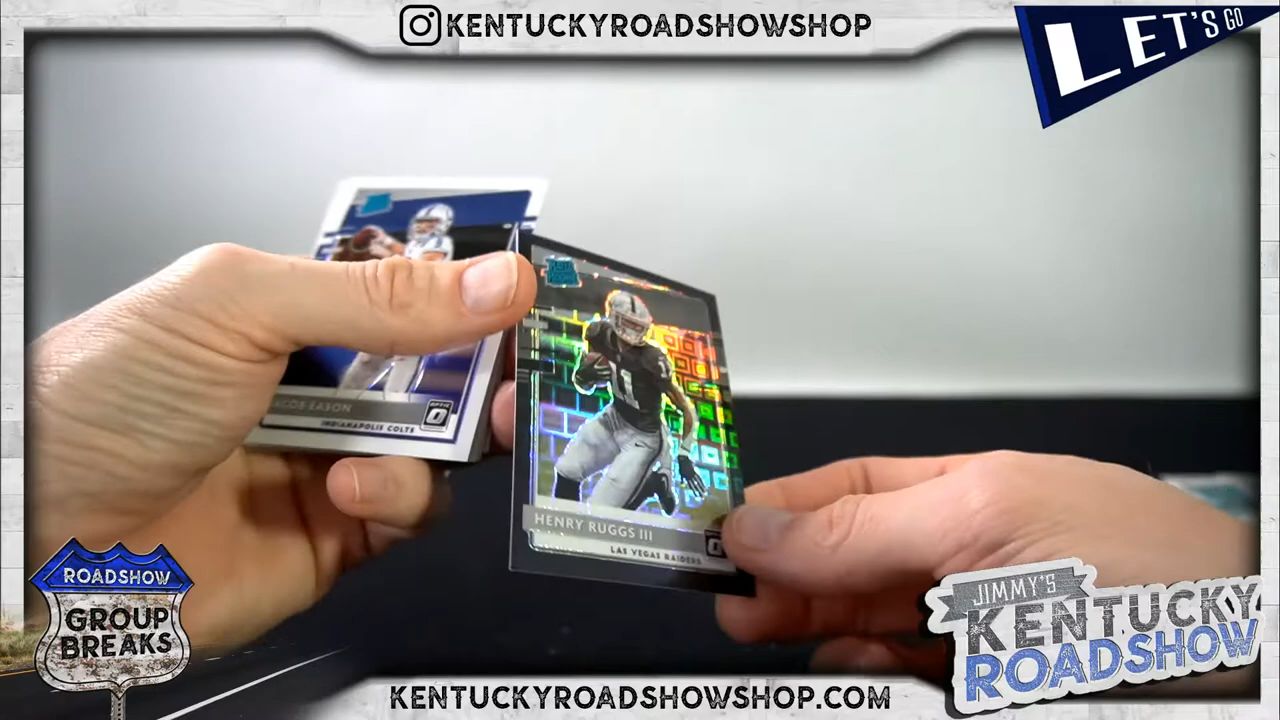 KENTUCKYROADSHOWSHOP
LET'S GO
ACOB EASON
OPTIC
INDIANAPOLIS COLTS
11
HENRY RUGGS III
LAS VEGAS RAIDERS
ROADSHOW
GROUP
BREAKS
JIMMY'S
KENTUCKY
ROADSHOW
KENTUCKYROADSHOWSHOP.COM